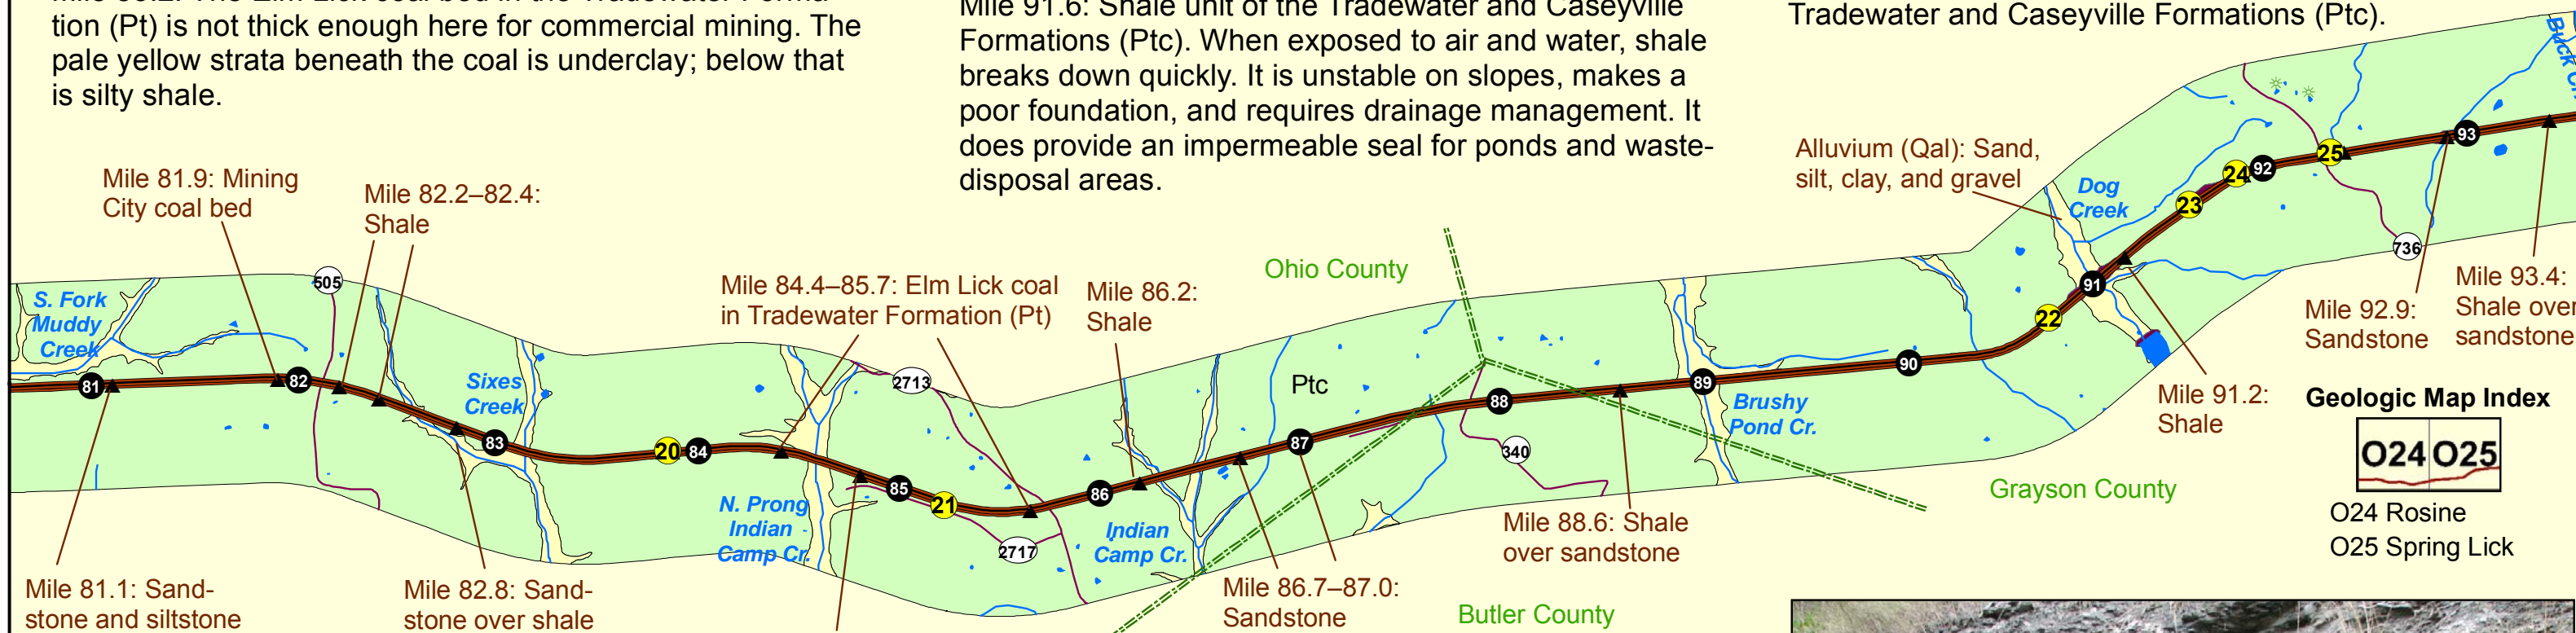 tion (Pt) is not thick enough here for commercial mining. The
pale yellow strata beneath the coal is underclay; below that
is silty shale.
Mile 91.6: Shale unit of the Tradewater and Caseyville
Formations (Ptc). When exposed to air and water, shale
breaks down quickly. It is unstable on slopes, makes a
poor foundation, and requires drainage management. It
does provide an impermeable seal for ponds and waste-
disposal areas.
Tradewater and Caseyville Formations (Ptc).
Mile 81.9: Mining
City coal bed
Mile 82.2–82.4:
Shale
505
S. Fork
Muddy
Creek
81
82
Sixes
Creek
83
20
84
Mile 84.4–85.7: Elm Lick coal
in Tradewater Formation (Pt)
2713
Mile 86.2:
Shale
N. Prong
Indian
Camp Cr.
85
21
86
2717
Indian
Camp Cr.
Mile 81.1: Sand-
stone and siltstone
Mile 82.8: Sand-
stone over shale
Ohio County
Ptc
87
88
340
89
Brushy
Pond Cr.
90
Mile 86.7–87.0:
Sandstone
Butler County
Mile 88.6: Shale
over sandstone
Grayson County
Alluvium (Qal): Sand,
silt, clay, and gravel
Dog
Creek
22
91
23
24
92
25
93
736
Mile 91.2:
Shale
Mile 92.9:
Sandstone
Mile 93.4:
Shale over
sandstone
Geologic Map Index
O24 O25
O24 Rosine
O25 Spring Lick